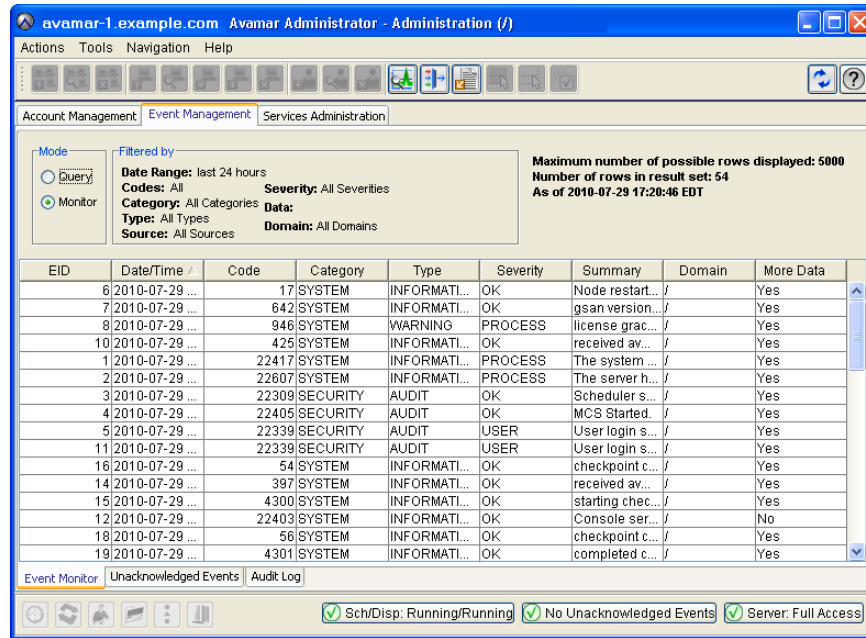 avamar-1.example.com Avamar Administrator - Administration (/)
Actions Tools Navigation Help
Account Management Event Management Services Administration
Mode
Query
Monitor
Filtered by
Date Range: last 24 hours
Codes: All
Category: All Categories
Type: All Types
Source: All Sources
Severity: All Severities
Data:
Domain: All Domains
Maximum number of possible rows displayed: 5000
Number of rows in result set: 54
As of 2010-07-29 17:20:46 EDT
EID Date/Time Code Category Type Severity Summary Domain More Data
6 2010-07-29 ... 17 SYSTEM INFORMATI... OK Node restart... / Yes
7 2010-07-29 ... 642 SYSTEM INFORMATI... OK gsan version... / Yes
8 2010-07-29 ... 946 SYSTEM WARNING PROCESS license grac... / Yes
10 2010-07-29 ... 425 SYSTEM INFORMATI... OK received av... / Yes
1 2010-07-29 ... 22417 SYSTEM INFORMATI... PROCESS The system ... / Yes
2 2010-07-29 ... 22607 SYSTEM INFORMATI... PROCESS The server h... / Yes
3 2010-07-29 ... 22309 SECURITY AUDIT OK Scheduler s... / Yes
4 2010-07-29 ... 22405 SECURITY AUDIT OK MCS Started. / Yes
5 2010-07-29 ... 22339 SECURITY AUDIT USER User login s... / Yes
11 2010-07-29 ... 22339 SECURITY AUDIT USER User login s... / Yes
16 2010-07-29 ... 54 SYSTEM INFORMATI... OK checkpoint c... / Yes
14 2010-07-29 ... 397 SYSTEM INFORMATI... OK received av... / Yes
15 2010-07-29 ... 4300 SYSTEM INFORMATI... OK starting chec... / Yes
12 2010-07-29 ... 22403 SYSTEM INFORMATI... OK Console ser... / No
18 2010-07-29 ... 56 SYSTEM INFORMATI... OK checkpoint c... / Yes
19 2010-07-29 ... 4301 SYSTEM INFORMATI... OK completed c... / Yes
Event Monitor Unacknowledged Events Audit Log
Sch/Disp: Running/Running No Unacknowledged Events Server: Full Access